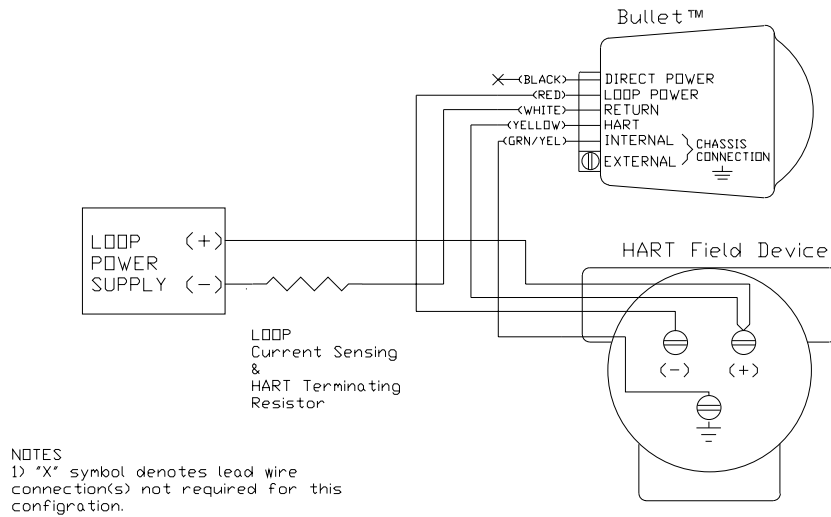 Bullet™
(BLACK) DIRECT POWER
(RED) LOOP POWER
(WHITE) RETURN
(YELLOW) HART
(GRN/YEL) INTERNAL
EXTERNAL
CHASSIS
CONNECTION
LOOP (+)
POWER
SUPPLY (-)
HART Field Device
(-) (+)
LOOP
Current Sensing
&
HART Terminating
Resistor
NOTES
1) "X" symbol denotes lead wire
connection(s) not required for this
configration.